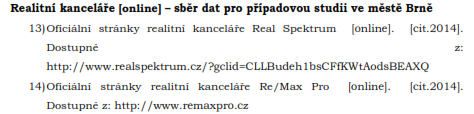 Realitní kanceláře [online] – sběr dat pro případovou studii ve městě Brně
13)Oficiální stránky realitní kanceláře Real Spektrum [online]. [cit.2014].
Dostupné z:
http://www.realspektrum.cz/?gclid=CLLBudeh1bsCFfKWtAodsBEAXQ
14)Oficiální stránky realitní kanceláře Re/Max Pro [online]. [cit.2014].
Dostupné z: http://www.remaxpro.cz